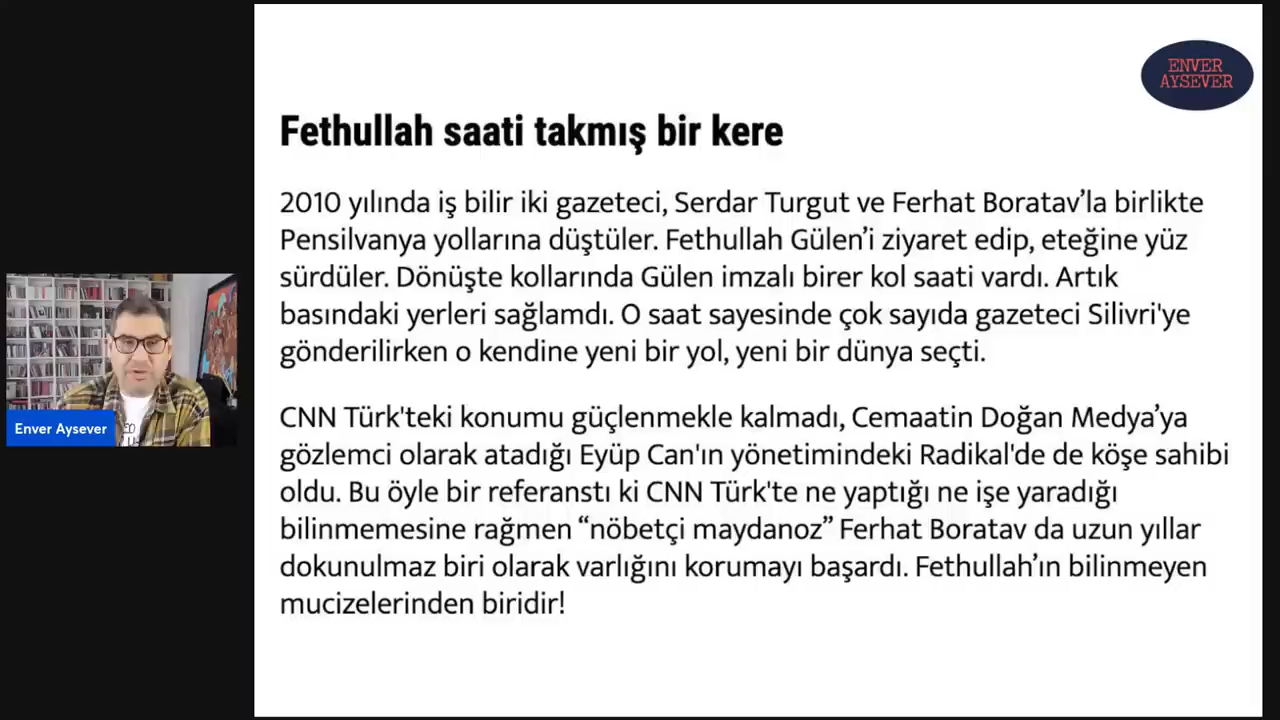 ENVER
AYSEVER
Fethullah saati takmış bir kere
2010 yılında iş bilir iki gazeteci, Serdar Turgut ve Ferhat Boratav’la birlikte
Pensilvanya yollarına düştüler. Fethullah Gülen’i ziyaret edip, eteğine yüz
sürdüler. Dönüşte kollarında Gülen imzalı birer kol saati vardı. Artık
basındaki yerleri sağlamdı. O saat sayesinde çok sayıda gazeteci Silivri'ye
gönderilirken o kendine yeni bir yol, yeni bir dünya seçti.
CNN Türk'teki konumu güçlenmekle kalmadı, Cemaatin Doğan Medya’ya
gözlemci olarak atadığı Eyüp Can'ın yönetimindeki Radikal'de de köşe sahibi
oldu. Bu öyle bir referanstı ki CNN Türk'te ne yaptığı ne işe yaradığı
bilinmemesine rağmen “nöbetçi maydanoz” Ferhat Boratav da uzun yıllar
dokunulmaz biri olarak varlığını korumayı başardı. Fethullah’ın bilinmeyen
mucizelerinden biridir!
Enver Aysever